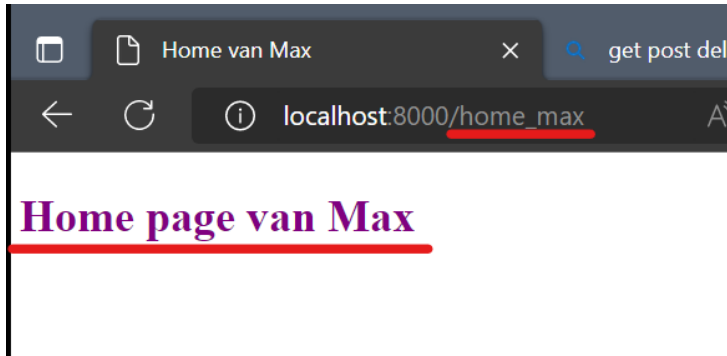 Home van Max
get post del
localhost:8000/home_max
Home page van Max